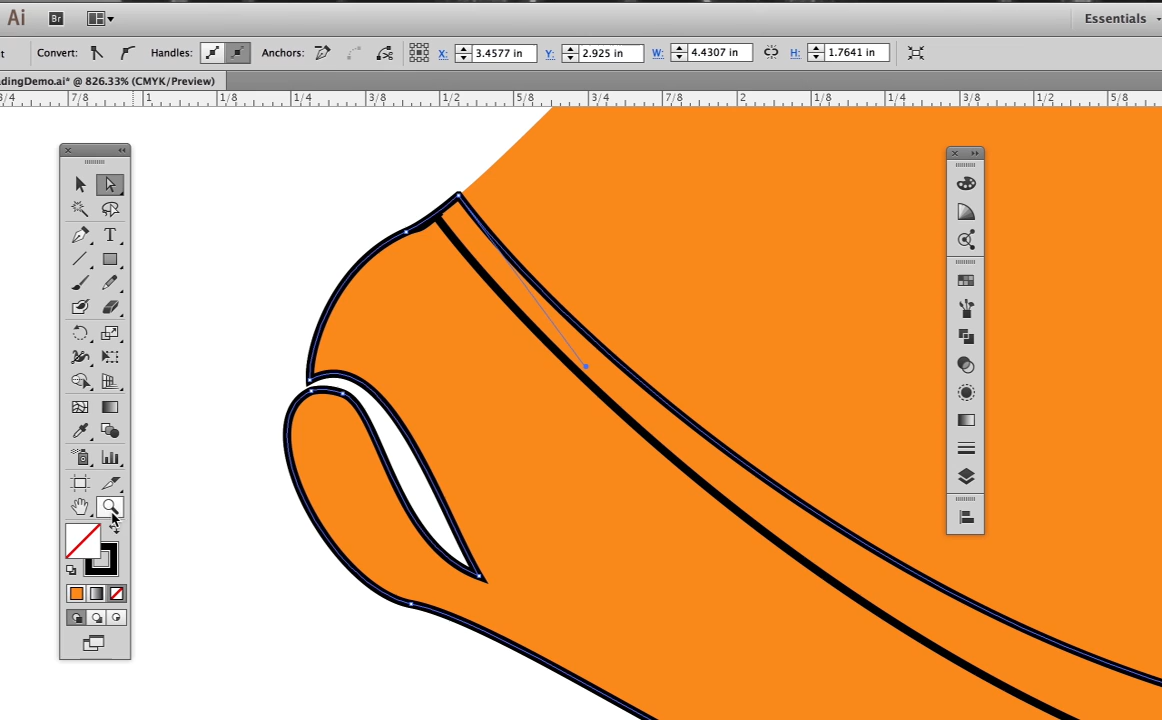 Ai Br Essentials
t Convert: Handles: Anchors: X: 3.4577 in Y: 2.925 in W: 4.4307 in H: 1.7641 in
adingDemo.ai* @ 826.33% (CMYK/Preview)
3/4 7/8 1 1/8 1/4 3/8 1/2 5/8 3/4 7/8 2 1/8 1/4 3/8 1/2 5/8
T